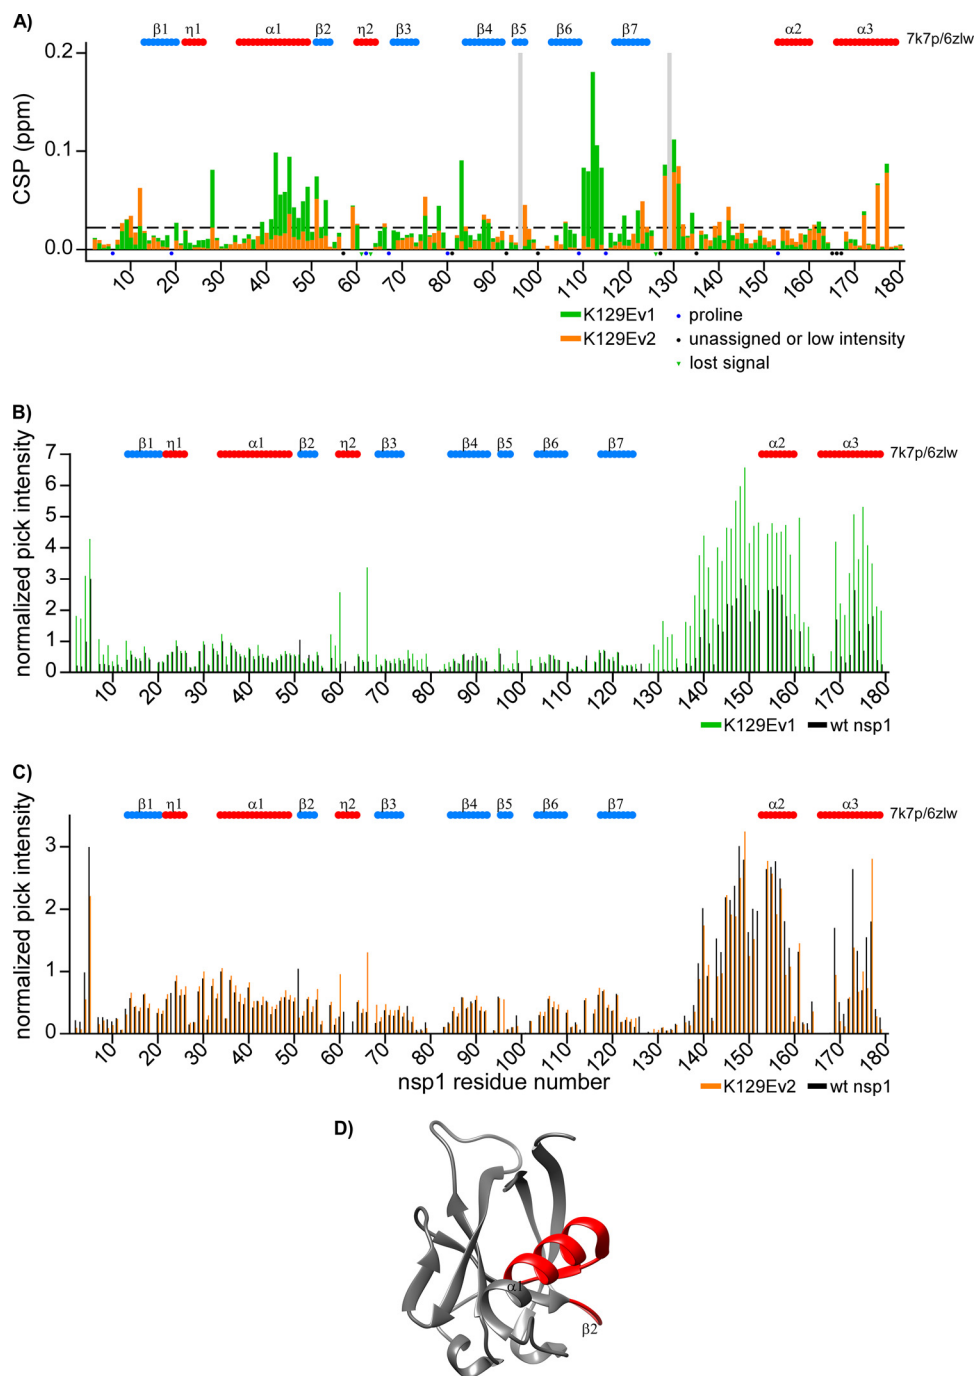 A)
β1 η1 α1 β2 η2 β3 β4 β5 β6 β7 α2 α3
7k7p/6zlw
0.2
0.1
0.0
CSP (ppm)
10 20 30 40 50 60 70 80 90 100 110 120 130 140 150 160 170 180
K129Ev1
K129Ev2
proline
unassigned or low intensity
lost signal
B)
β1 η1 α1 β2 η2 β3 β4 β5 β6 β7 α2 α3
7k7p/6zlw
7
6
5
4
3
2
1
0
normalized pick intensity
10 20 30 40 50 60 70 80 90 100 110 120 130 140 150 160 170 180
K129Ev1 wt nsp1
C)
β1 η1 α1 β2 η2 β3 β4 β5 β6 β7 α2 α3
7k7p/6zlw
3
2
1
0
normalized pick intensity
10 20 30 40 50 60 70 80 90 100 110 120 130 140 150 160 170 180
nsp1 residue number
K129Ev2 wt nsp1
D)
α1
β2